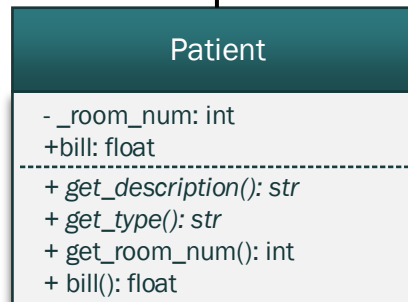 Patient
- _room_num: int
+bill: float
+ get_description(): str
+ get_type(): str
+ get_room_num(): int
+ bill(): float